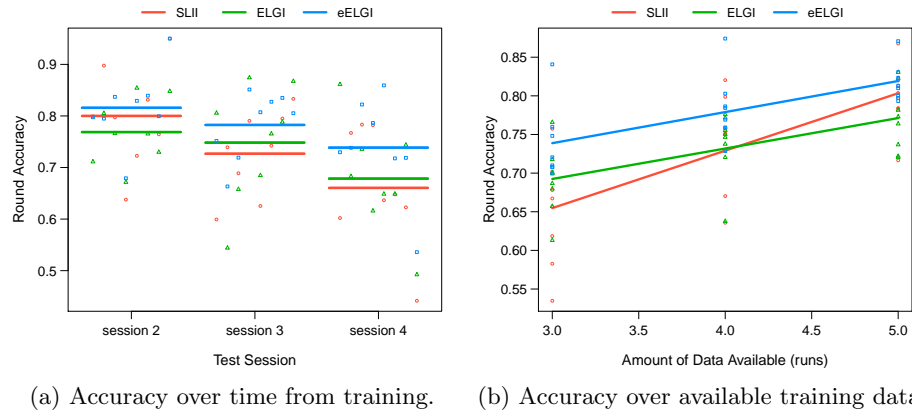 SLII ELGI eELGI
Round Accuracy
0.9
0.8
0.7
0.6
0.5
session 2 session 3 session 4
Test Session
(a) Accuracy over time from training.
SLII ELGI eELGI
Round Accuracy
0.85
0.80
0.75
0.70
0.65
0.60
0.55
3.0 3.5 4.0 4.5 5.0
Amount of Data Available (runs)
(b) Accuracy over available training data